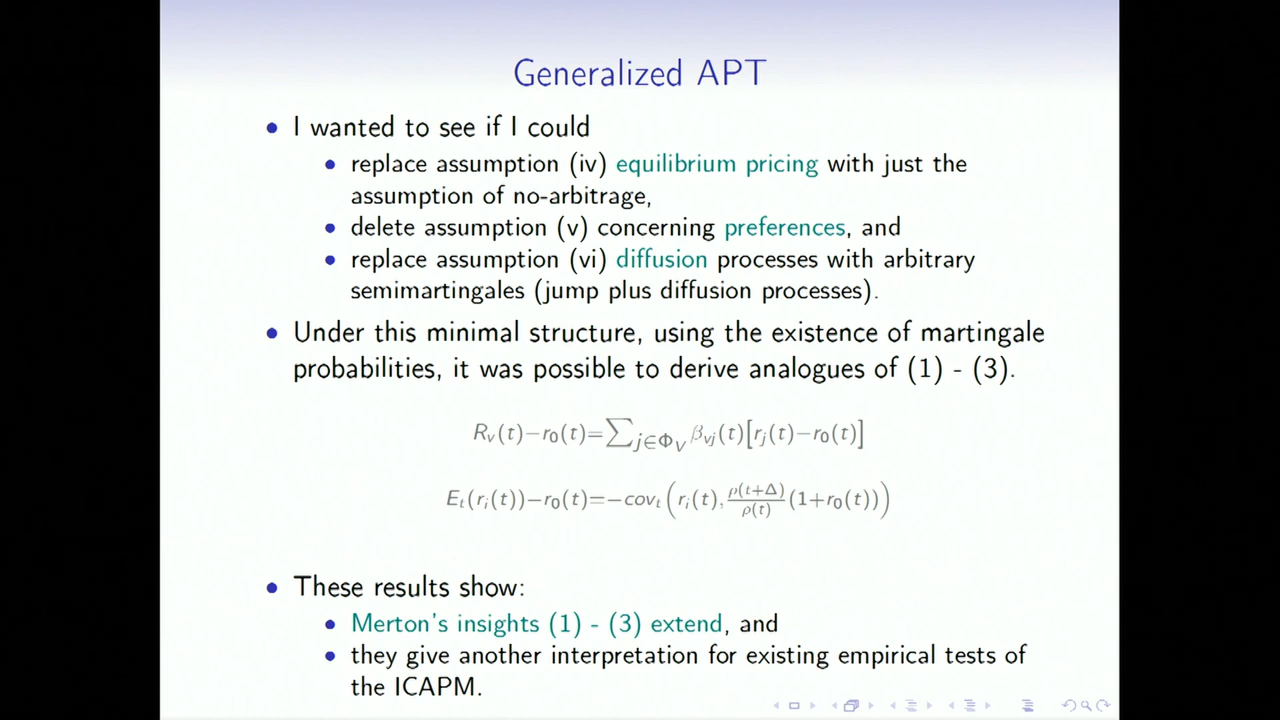 Generalized APT
• I wanted to see if I could
• replace assumption (iv) equilibrium pricing with just the
assumption of no-arbitrage,
• delete assumption (v) concerning preferences, and
• replace assumption (vi) diffusion processes with arbitrary
semimartingales (jump plus diffusion processes).
• Under this minimal structure, using the existence of martingale
probabilities, it was possible to derive analogues of (1) - (3).
R_v(t)−r_0(t)=∑_{j∈Φ_V} β_{vj}(t)[r_j(t)−r_0(t)]
E_t(r_i(t))−r_0(t)=−cov_t(r_i(t), ρ(t+Δ)/ρ(t) (1+r_0(t)))
• These results show:
• Merton's insights (1) - (3) extend, and
• they give another interpretation for existing empirical tests of
the ICAPM.